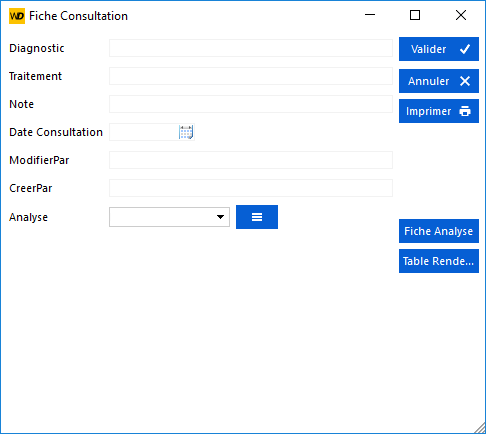 WD Fiche Consultation
Diagnostic
Valider
Traitement
Annuler
Note
Imprimer
Date Consultation
ModifierPar
CreerPar
Analyse
Fiche Analyse
Table Rende...